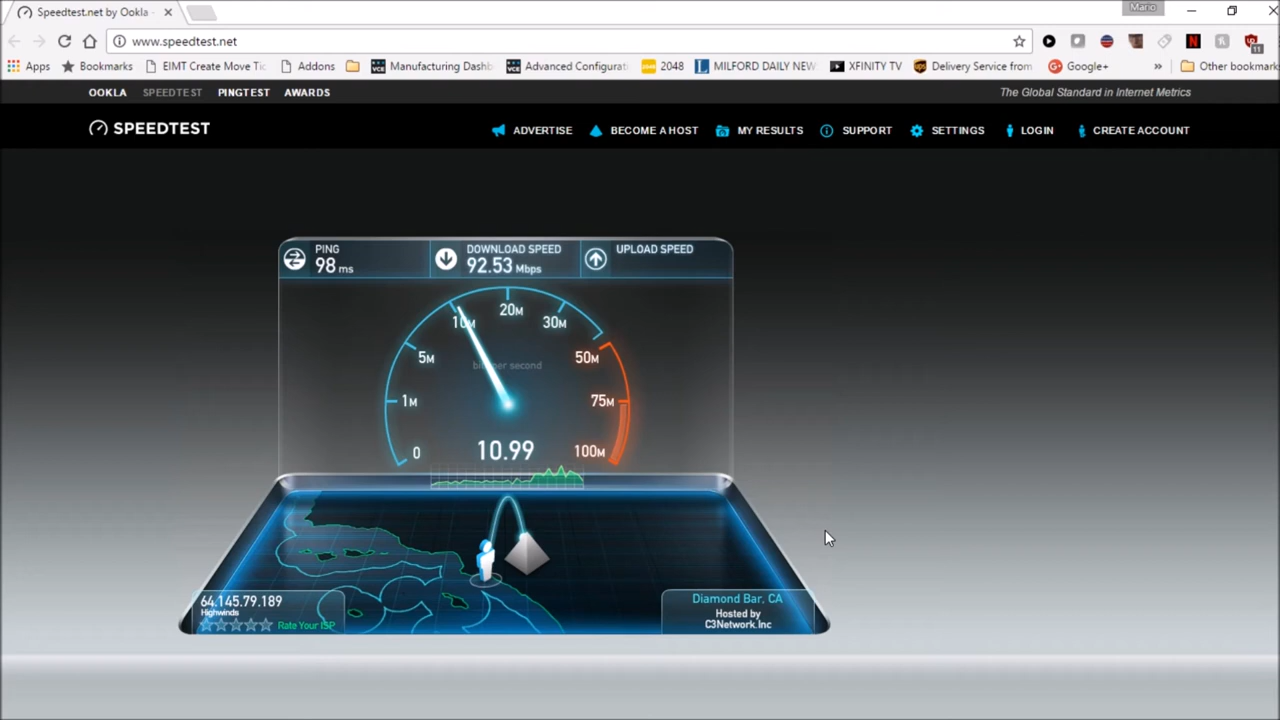 Speedtest.net by Ookla -
Mario
www.speedtest.net
Apps Bookmarks EIMT Create Move Tic Addons Manufacturing Dashb Advanced Configurat 2048 MILFORD DAILY NEW XFINITY TV Delivery Service from Google+ » Other bookmark
11
OOKLA SPEEDTEST PINGTEST AWARDS The Global Standard in Internet Metrics
SPEEDTEST ADVERTISE BECOME A HOST MY RESULTS SUPPORT SETTINGS LOGIN CREATE ACCOUNT
PING DOWNLOAD SPEED UPLOAD SPEED
98 ms 92.53 Mbps
20M
10M 30M
5M 50M
1M 75M
0 10.99 100M
64.145.79.189
Highwinds
Rate Your ISP
Diamond Bar, CA
Hosted by
C3Network.Inc